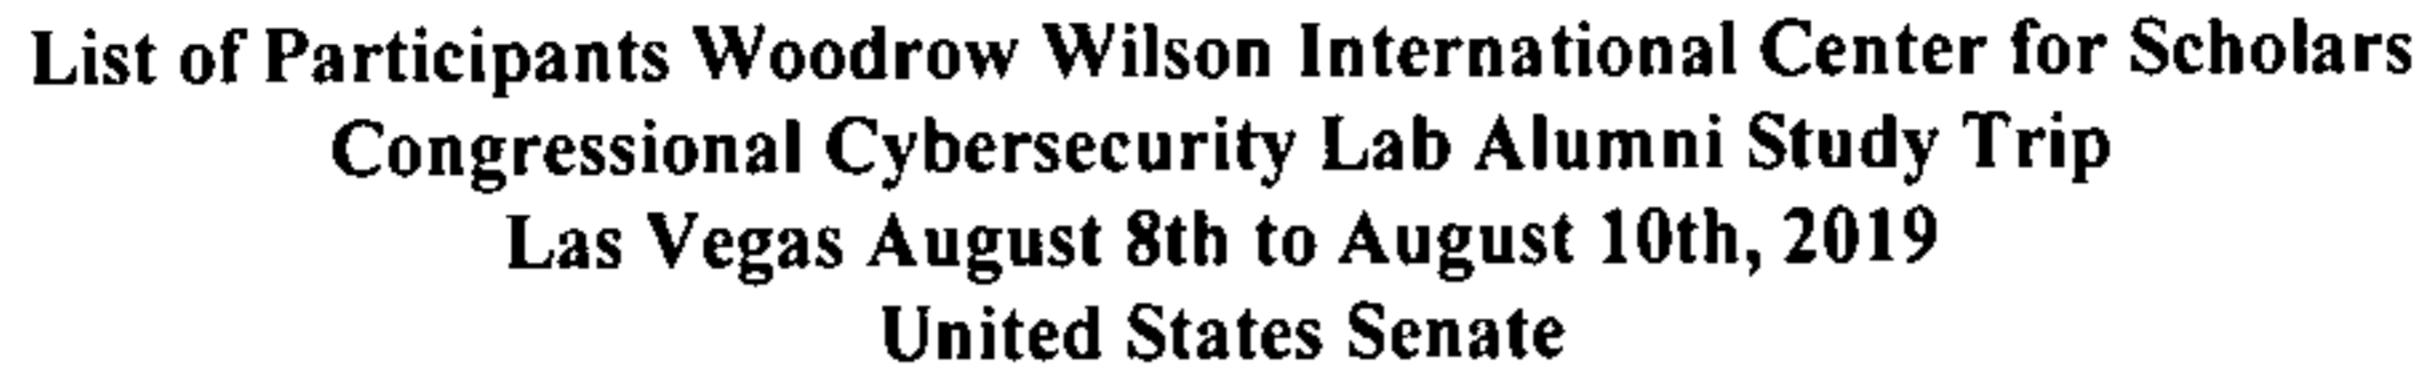 List of Participants Woodrow Wilson International Center for Scholars
Congressional Cybersecurity Lab Alumni Study Trip
Las Vegas August 8th to August 10th, 2019
United States Senate